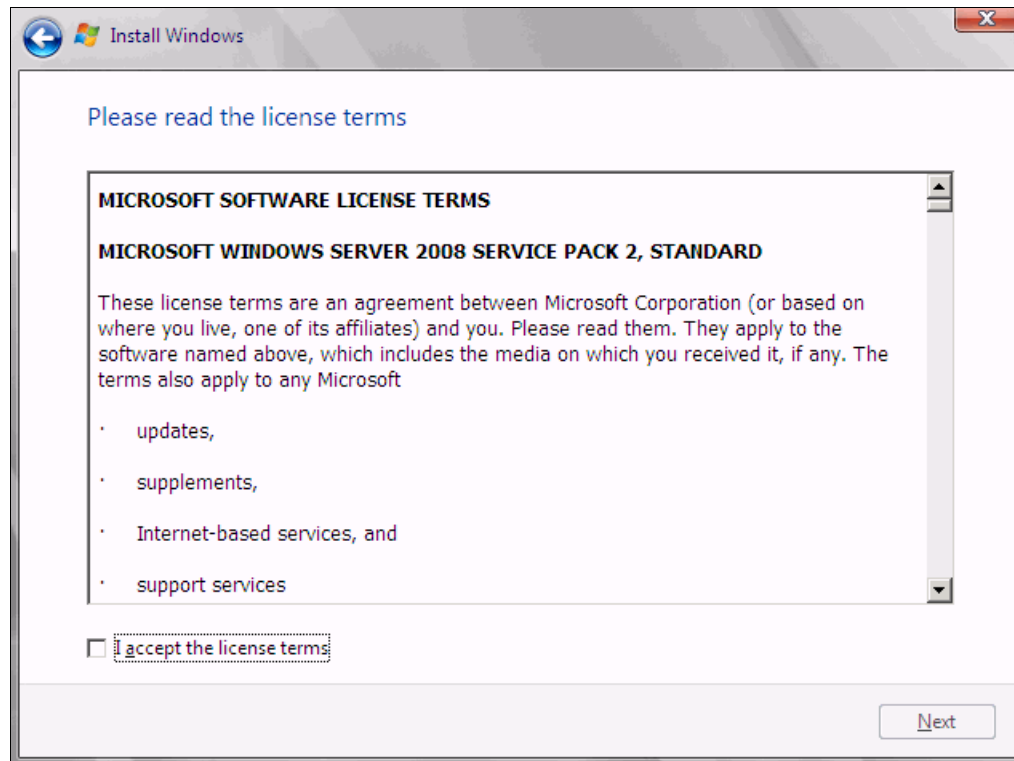 Install Windows
Please read the license terms
MICROSOFT SOFTWARE LICENSE TERMS
MICROSOFT WINDOWS SERVER 2008 SERVICE PACK 2, STANDARD
These license terms are an agreement between Microsoft Corporation (or based on
where you live, one of its affiliates) and you. Please read them. They apply to the
software named above, which includes the media on which you received it, if any. The
terms also apply to any Microsoft
· updates,
· supplements,
· Internet-based services, and
· support services
I accept the license terms
Next